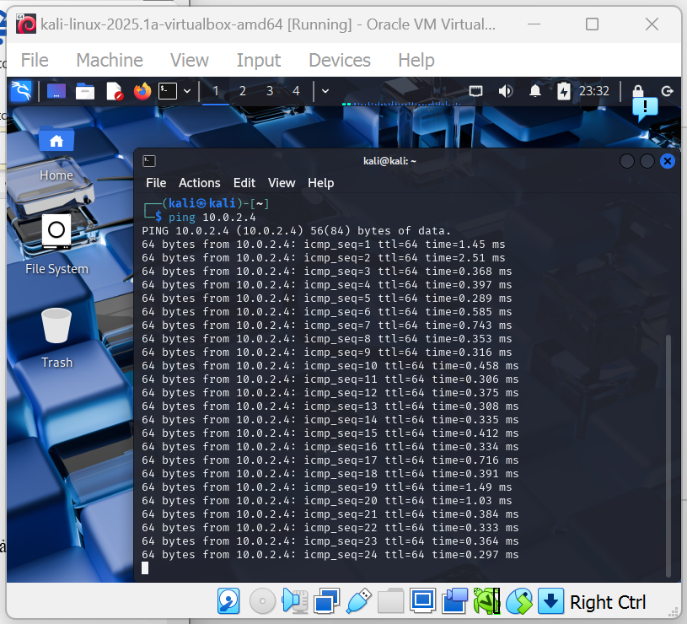 kali-linux-2025.1a-virtualbox-amd64 [Running] - Oracle VM Virtual...
File Machine View Input Devices Help
1 2 3 4 23:32
kali@kali: ~
File Actions Edit View Help
Home
File System
Trash
┌──(kali㉿kali)-[~]
└─$ ping 10.0.2.4
PING 10.0.2.4 (10.0.2.4) 56(84) bytes of data.
64 bytes from 10.0.2.4: icmp_seq=1 ttl=64 time=1.45 ms
64 bytes from 10.0.2.4: icmp_seq=2 ttl=64 time=2.51 ms
64 bytes from 10.0.2.4: icmp_seq=3 ttl=64 time=0.368 ms
64 bytes from 10.0.2.4: icmp_seq=4 ttl=64 time=0.397 ms
64 bytes from 10.0.2.4: icmp_seq=5 ttl=64 time=0.289 ms
64 bytes from 10.0.2.4: icmp_seq=6 ttl=64 time=0.585 ms
64 bytes from 10.0.2.4: icmp_seq=7 ttl=64 time=0.743 ms
64 bytes from 10.0.2.4: icmp_seq=8 ttl=64 time=0.353 ms
64 bytes from 10.0.2.4: icmp_seq=9 ttl=64 time=0.316 ms
64 bytes from 10.0.2.4: icmp_seq=10 ttl=64 time=0.458 ms
64 bytes from 10.0.2.4: icmp_seq=11 ttl=64 time=0.306 ms
64 bytes from 10.0.2.4: icmp_seq=12 ttl=64 time=0.375 ms
64 bytes from 10.0.2.4: icmp_seq=13 ttl=64 time=0.308 ms
64 bytes from 10.0.2.4: icmp_seq=14 ttl=64 time=0.335 ms
64 bytes from 10.0.2.4: icmp_seq=15 ttl=64 time=0.412 ms
64 bytes from 10.0.2.4: icmp_seq=16 ttl=64 time=0.334 ms
64 bytes from 10.0.2.4: icmp_seq=17 ttl=64 time=0.716 ms
64 bytes from 10.0.2.4: icmp_seq=18 ttl=64 time=0.391 ms
64 bytes from 10.0.2.4: icmp_seq=19 ttl=64 time=1.49 ms
64 bytes from 10.0.2.4: icmp_seq=20 ttl=64 time=1.03 ms
64 bytes from 10.0.2.4: icmp_seq=21 ttl=64 time=0.384 ms
64 bytes from 10.0.2.4: icmp_seq=22 ttl=64 time=0.333 ms
64 bytes from 10.0.2.4: icmp_seq=23 ttl=64 time=0.364 ms
64 bytes from 10.0.2.4: icmp_seq=24 ttl=64 time=0.297 ms
Right Ctrl